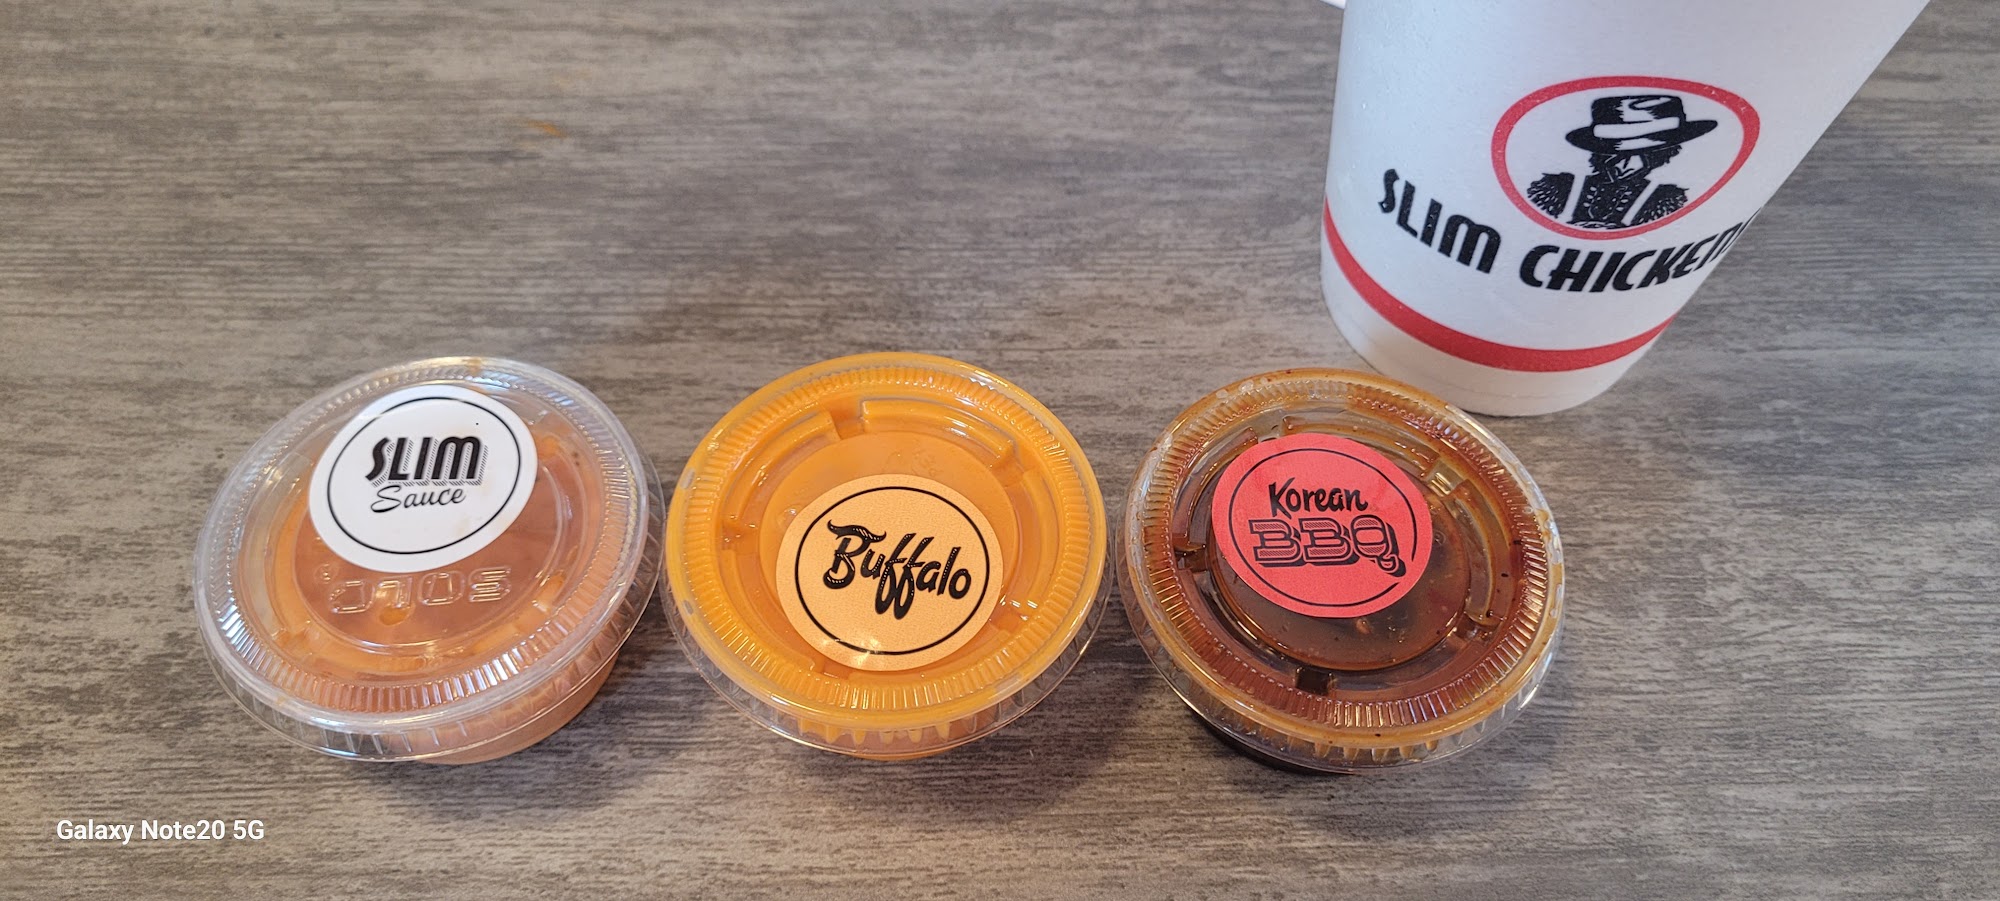 SLIM CHICKEN
SLIM
Sauce
SOLO
Buffalo
Korean
BBQ
Galaxy Note20 5G